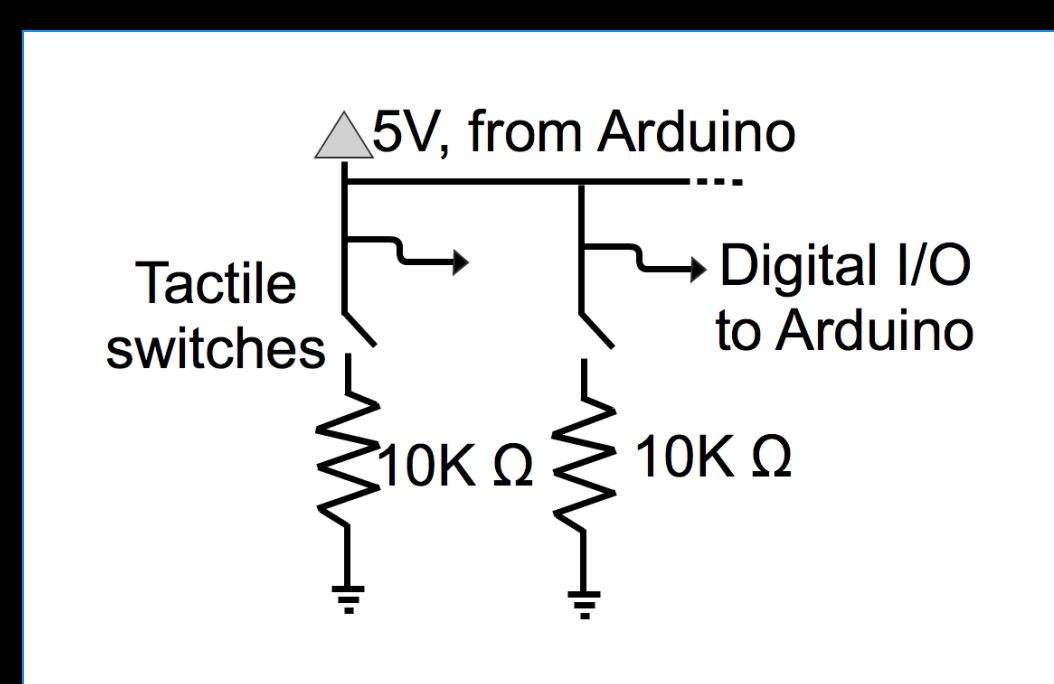 5V, from Arduino
Tactile
switches
Digital I/O
to Arduino
10K Ω
10K Ω